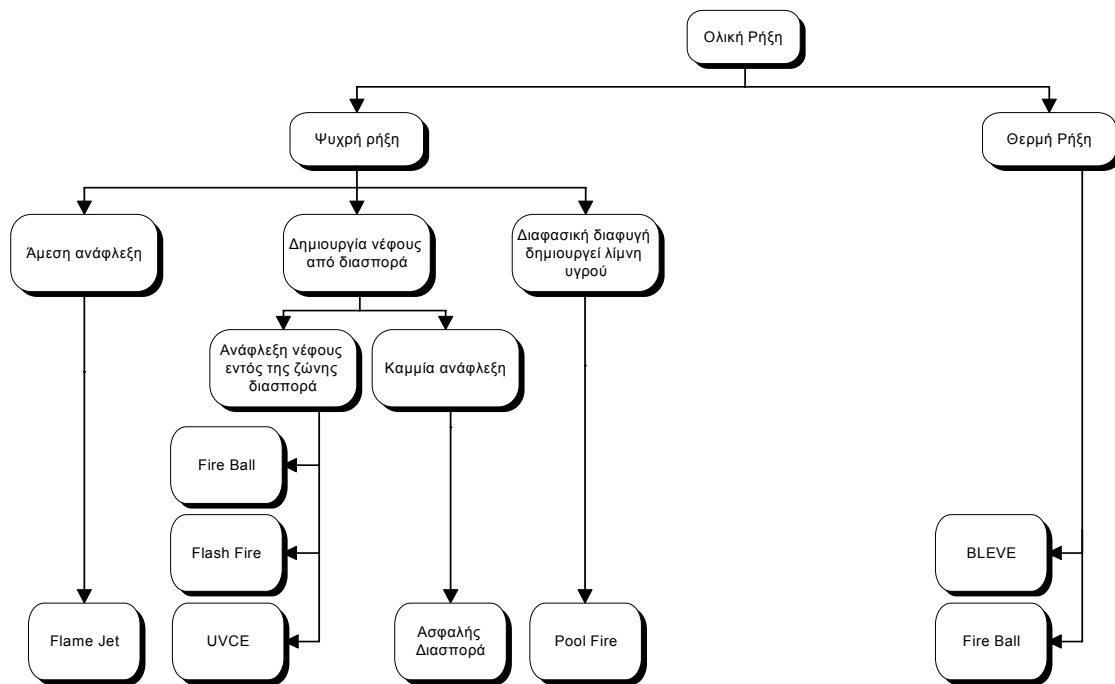 Ολική Ρήξη
Ψυχρή ρήξη
Θερμή Ρήξη
Άμεση ανάφλεξη
Δημιουργία νέφους
από διασπορά
Διαφασική διαφυγή
δημιουργεί λίμνη
υγρού
Ανάφλεξη νέφους
εντός της ζώνης
διασπορά
Καμμία ανάφλεξη
Fire Ball
Flash Fire
BLEVE
Flame Jet
UVCE
Ασφαλής
Διασπορά
Pool Fire
Fire Ball